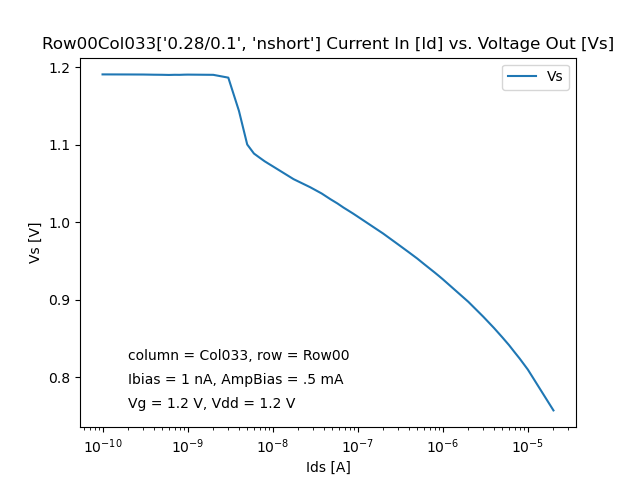 Row00Col033['0.28/0.1', 'nshort'] Current In [Id] vs. Voltage Out [Vs]
Vs
1.2
1.1
1.0
0.9
0.8
Vs [V]
column = Col033, row = Row00
Ibias = 1 nA, AmpBias = .5 mA
Vg = 1.2 V, Vdd = 1.2 V
10⁻¹⁰ 10⁻⁹ 10⁻⁸ 10⁻⁷ 10⁻⁶ 10⁻⁵
Ids [A]